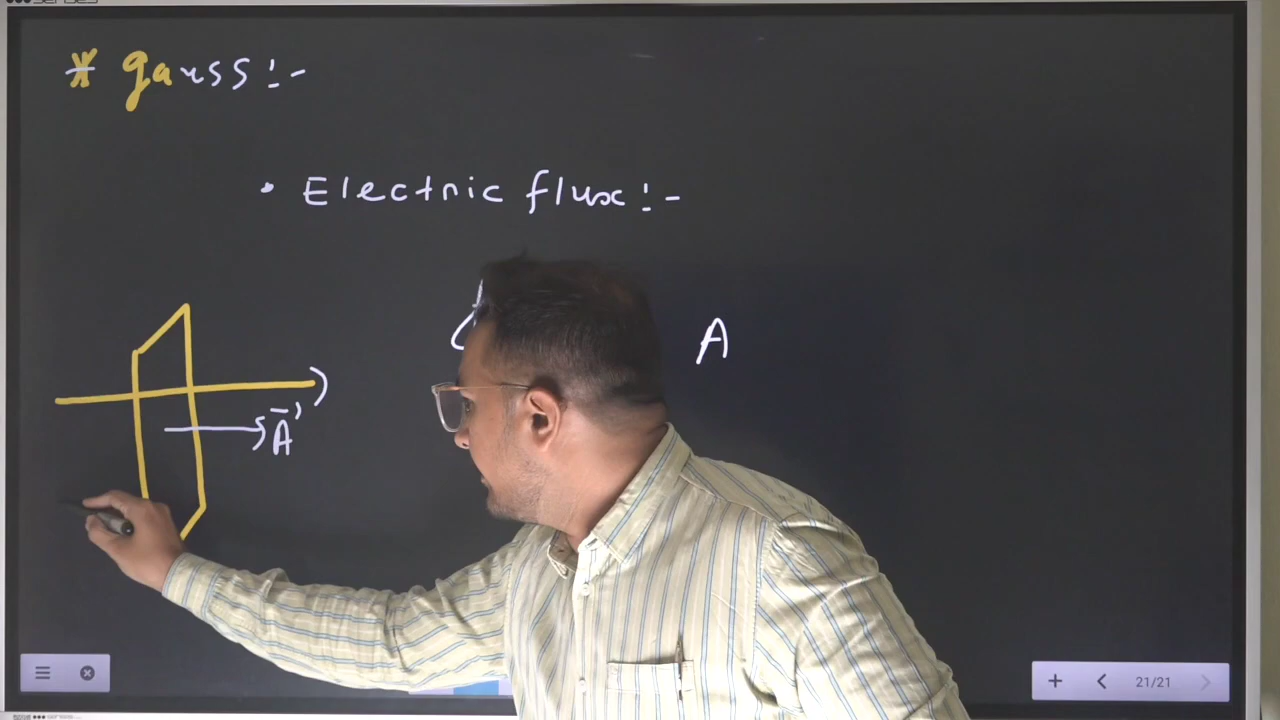 * gauss :-
• Electric flux :-
A
A
21/21